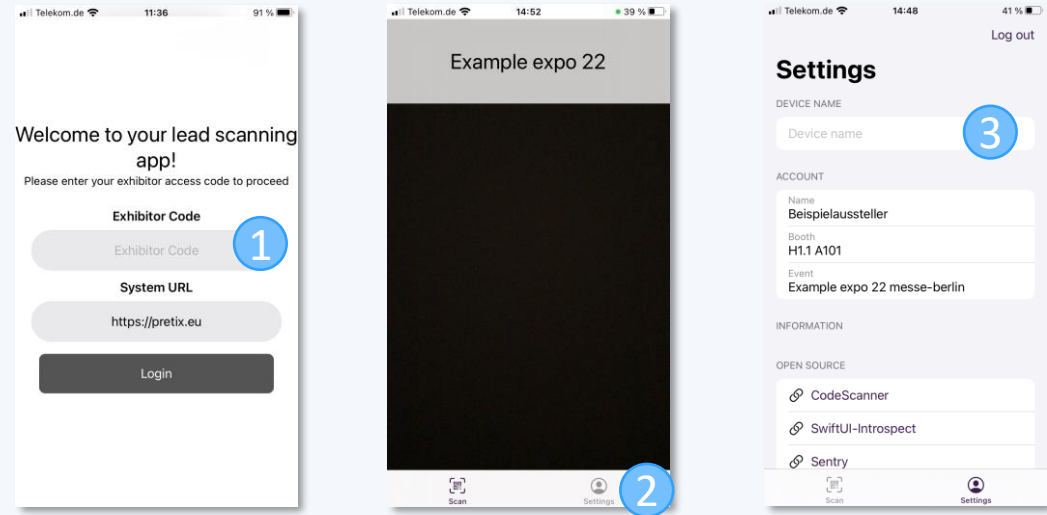 Telekom.de 11:36 91 %
Welcome to your lead scanning
app!
Please enter your exhibitor access code to proceed
Exhibitor Code
Exhibitor Code
1
System URL
https://pretix.eu
Login
Telekom.de 14:52 39 %
Example expo 22
Scan
Settings
2
Telekom.de 14:48 41 %
Log out
Settings
DEVICE NAME
Device name
3
ACCOUNT
Name
Beispielaussteller
Booth
H1.1 A101
Event
Example expo 22 messe-berlin
INFORMATION
OPEN SOURCE
CodeScanner
SwiftUI-Introspect
Sentry
Scan
Settings